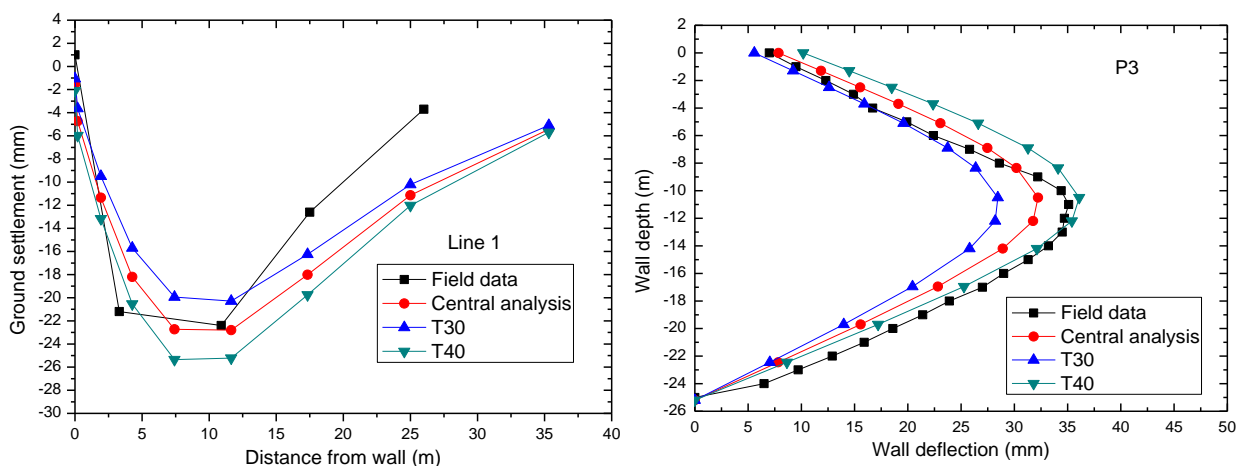 2
0
-2
-4
-6
-8
-10
-12
-14
-16
-18
-20
-22
-24
-26
-28
-30
Ground settlement (mm)
0 5 10 15 20 25 30 35 40
Distance from wall (m)
Line 1
Field data
Central analysis
T30
T40
2
0
-2
-4
-6
-8
-10
-12
-14
-16
-18
-20
-22
-24
-26
Wall depth (m)
0 5 10 15 20 25 30 35 40 45 50
Wall deflection (mm)
P3
Field data
Central analysis
T30
T40